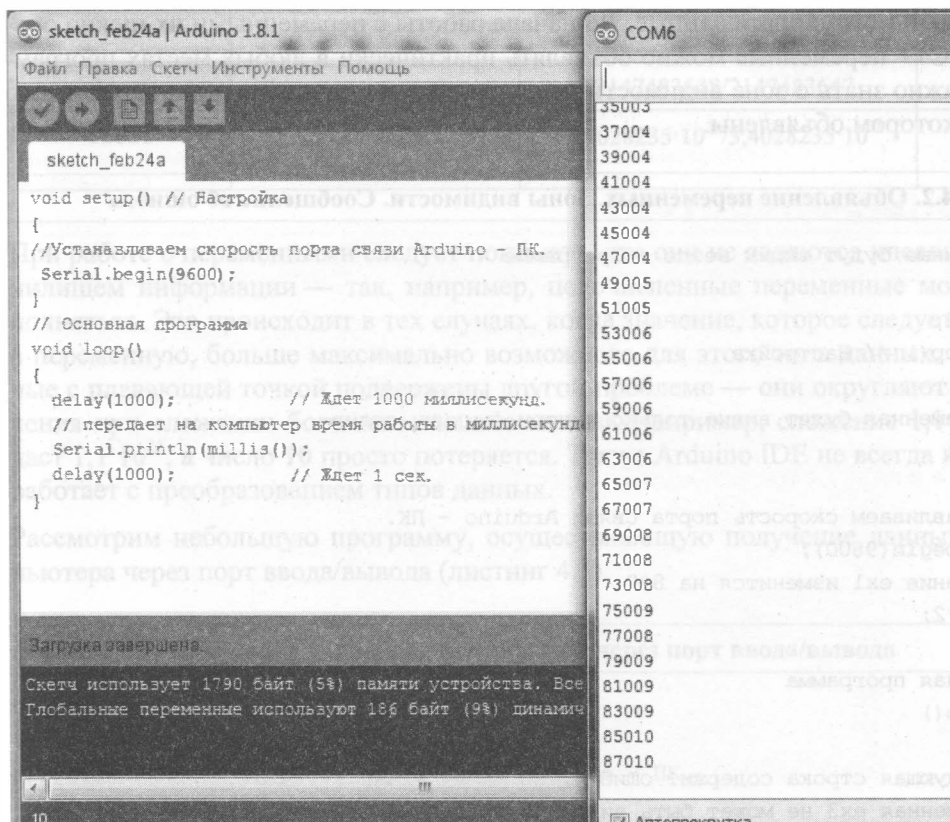 sketch_feb24a | Arduino 1.8.1
Файл Правка Скетч Инструменты Помощь
sketch_feb24a
void setup() // Настройка
{
//Устанавливаем скорость порта связи Arduino - ПК.
Serial.begin(9600);
}
// Основная программа
void loop()
{
delay(1000); // Ждет 1000 миллисекунд.
// передает на компьютер время работы в миллисекунда
Serial.println(millis());
delay(1000); // Ждет 1 сек.
}
Загрузка завершена.
Скетч использует 1790 байт (5%) памяти устройства. Все
Глобальные переменные используют 186 байт (9%) динамич
10
COM6
35003
37004
39004
41004
43004
45004
47004
49005
51005
53006
55006
57006
59006
61006
63006
65007
67007
69008
71008
73008
75009
77008
79009
81009
83009
85010
87010
Автопрокрутка